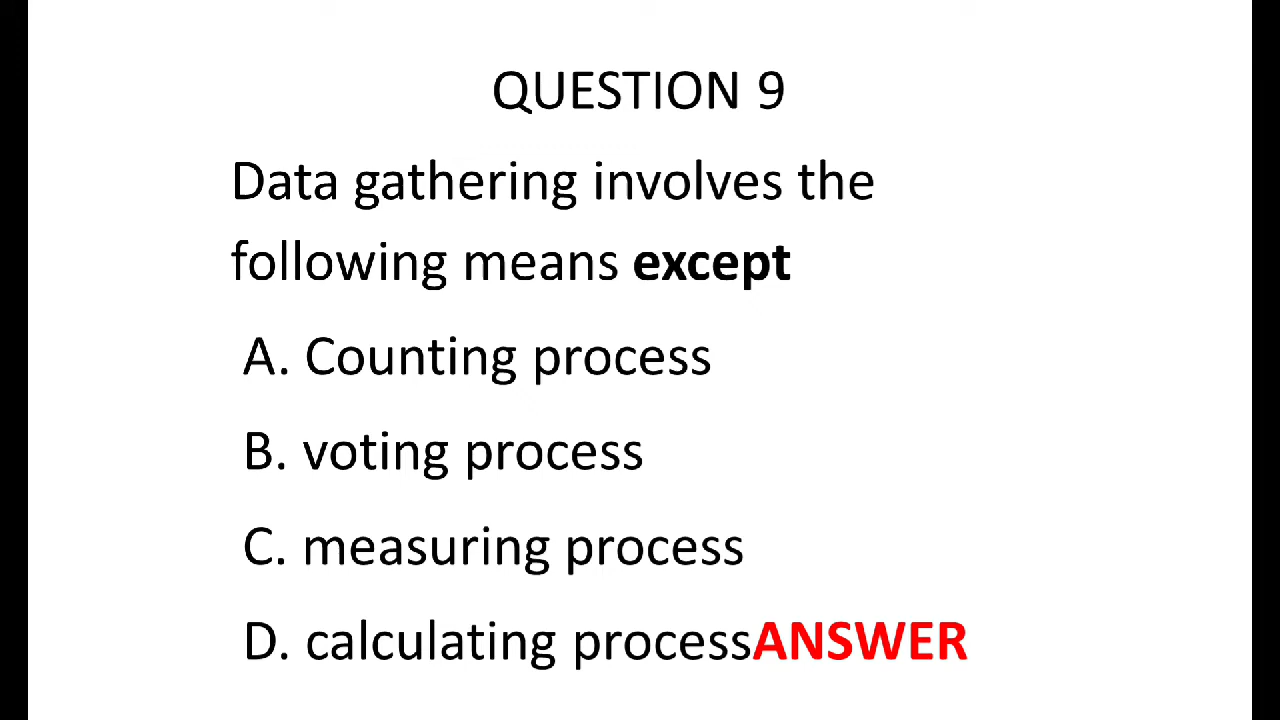 QUESTION 9
Data gathering involves the
following means except
A. Counting process
B. voting process
C. measuring process
D. calculating processANSWER